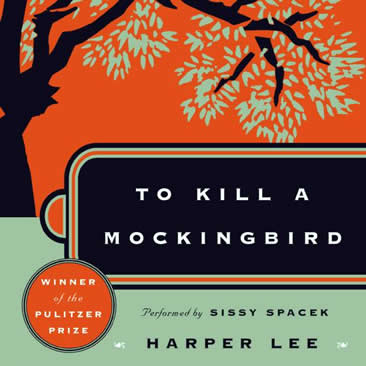 TO KILL A
MOCKINGBIRD
WINNER
of the
PULITZER
PRIZE
Performed by SISSY SPACEK
HARPER LEE